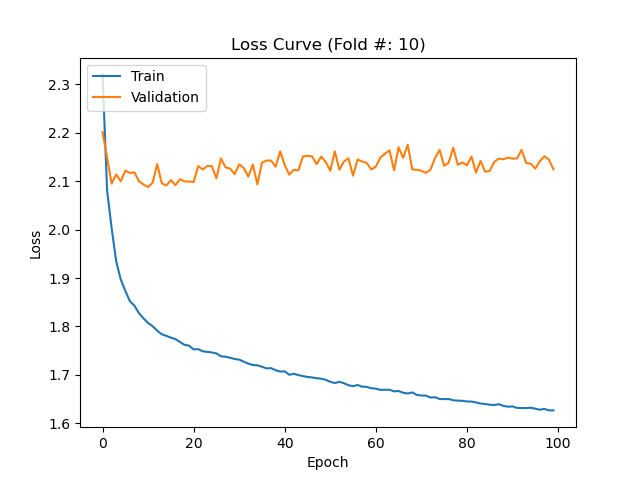 Loss Curve (Fold #: 10)
Train
Validation
2.3
2.2
2.1
2.0
1.9
1.8
1.7
1.6
Loss
0 20 40 60 80 100
Epoch